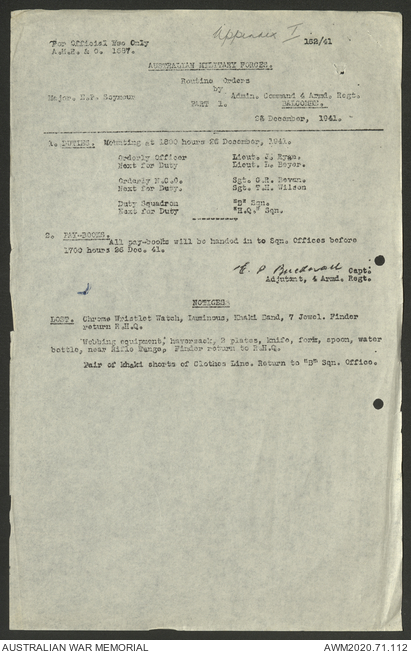 Appendix I
For Official Use Only 152/41
A.M.R. & O. 1687.
AUSTRALIAN MILITARY FORCES.
Routine Orders
by
Major. N.P. Seymour Admin. Command 4 Armd. Regt.
PART 1. BALCOMBE.
26 December, 1941.
1. DUTIES. Mounting at 1800 hours 26 December, 1941.
Orderly Officer Lieut. J. Ryan.
Next for Duty Lieut. L. Beyer.
Orderly N.C.O. Sgt. G.R. Bevan.
Next for Duty. Sgt. T.H. Wilson
Duty Squadron "B" Sqn.
Next for Duty "H.Q." Sqn.
2. PAY-BOOKS.
All pay-books will be handed in to Sqn. Offices before
1700 hours 26 Dec. 41.
E. P. Capt.
Adjutant, 4 Armd. Regt.
NOTICES
LOST. Chrome Wristlet Watch, Luminous, Khaki Band, 7 Jewel. Finder
return R.H.Q.
Webbing equipment, haversack, 2 plates, knife, fork, spoon, water
bottle, near Rifle Range, Finder return to R.H.Q.
Pair of khaki shorts of Clothes Line. Return to "B" Sqn. Office.
AUSTRALIAN WAR MEMORIAL AWM2020.71.112